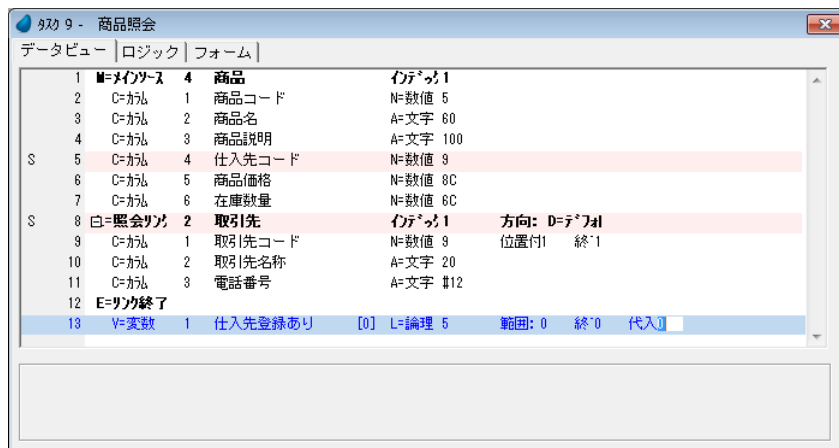 ﾀｽｸ 9 - 商品照会
データビュー ロジック フォーム
1 M=ﾒｲﾝｿｰｽ 4 商品 ｲﾝﾃﾞｯｸ 1
2 C=ｶﾗﾑ 1 商品コード N=数値 5
3 C=ｶﾗﾑ 2 商品名 A=文字 60
4 C=ｶﾗﾑ 3 商品説明 A=文字 100
S 5 C=ｶﾗﾑ 4 仕入先コード N=数値 9
6 C=ｶﾗﾑ 5 商品価格 N=数値 8C
7 C=ｶﾗﾑ 6 在庫数量 N=数値 6C
S 8 照会ﾘﾝｸ 2 取引先 ｲﾝﾃﾞｯｸ 1 方向: D=ﾃﾞﾌｫﾙ
9 C=ｶﾗﾑ 1 取引先コード N=数値 9 位置付1 終了1
10 C=ｶﾗﾑ 2 取引先名称 A=文字 20
11 C=ｶﾗﾑ 3 電話番号 A=文字 #12
12 E=ﾘﾝｸ終了
13 V=変数 1 仕入先登録あり [0] L=論理 5 範囲: 0 終了0 代入0